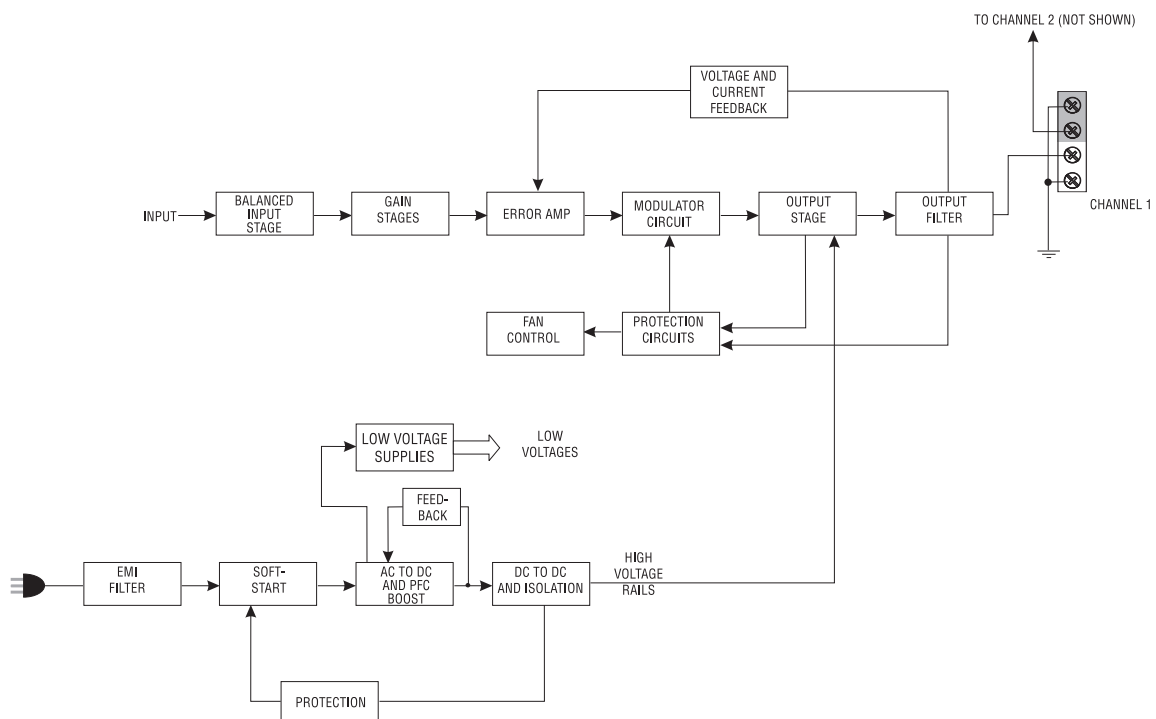 TO CHANNEL 2 (NOT SHOWN)
VOLTAGE AND
CURRENT
FEEDBACK
INPUT
BALANCED
INPUT
STAGE
GAIN
STAGES
ERROR AMP
MODULATOR
CIRCUIT
OUTPUT
STAGE
OUTPUT
FILTER
CHANNEL 1
FAN
CONTROL
PROTECTION
CIRCUITS
LOW VOLTAGE
SUPPLIES
LOW
VOLTAGES
FEED-
BACK
EMI
FILTER
SOFT-
START
AC TO DC
AND PFC
BOOST
DC TO DC
AND ISOLATION
HIGH
VOLTAGE
RAILS
PROTECTION